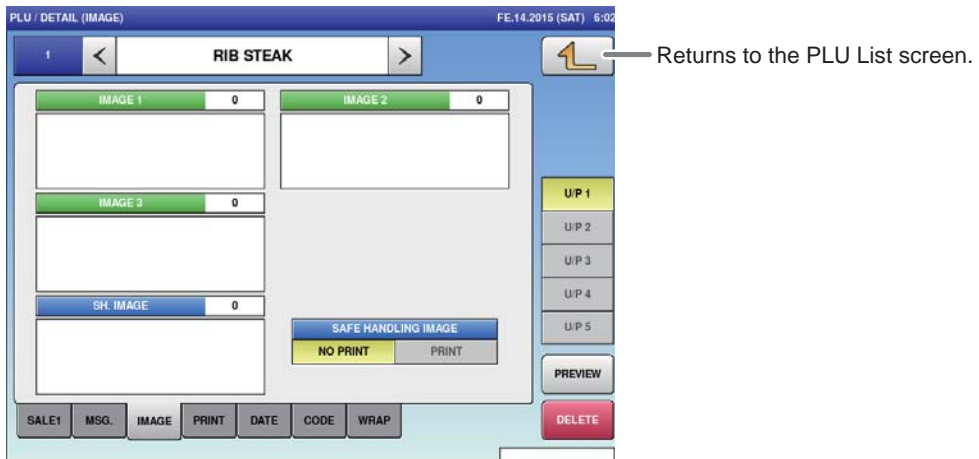 PLU / DETAIL (IMAGE) FE.14.2015 (SAT) 6:02
1 < RIB STEAK >
Returns to the PLU List screen.
IMAGE 1 0 IMAGE 2 0
IMAGE 3 0
U/P 1
U/P 2
U/P 3
U/P 4
U/P 5
SH. IMAGE 0
SAFE HANDLING IMAGE
NO PRINT PRINT
PREVIEW
SALE1 MSG. IMAGE PRINT DATE CODE WRAP DELETE